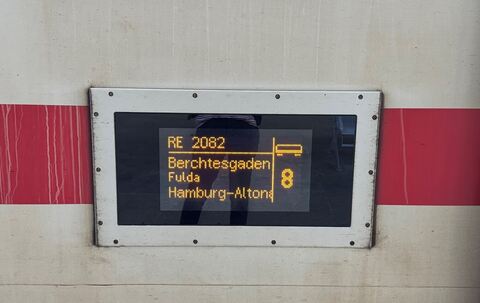 RE 2082
Berchtesgaden
Fulda
Hamburg-Altona
8